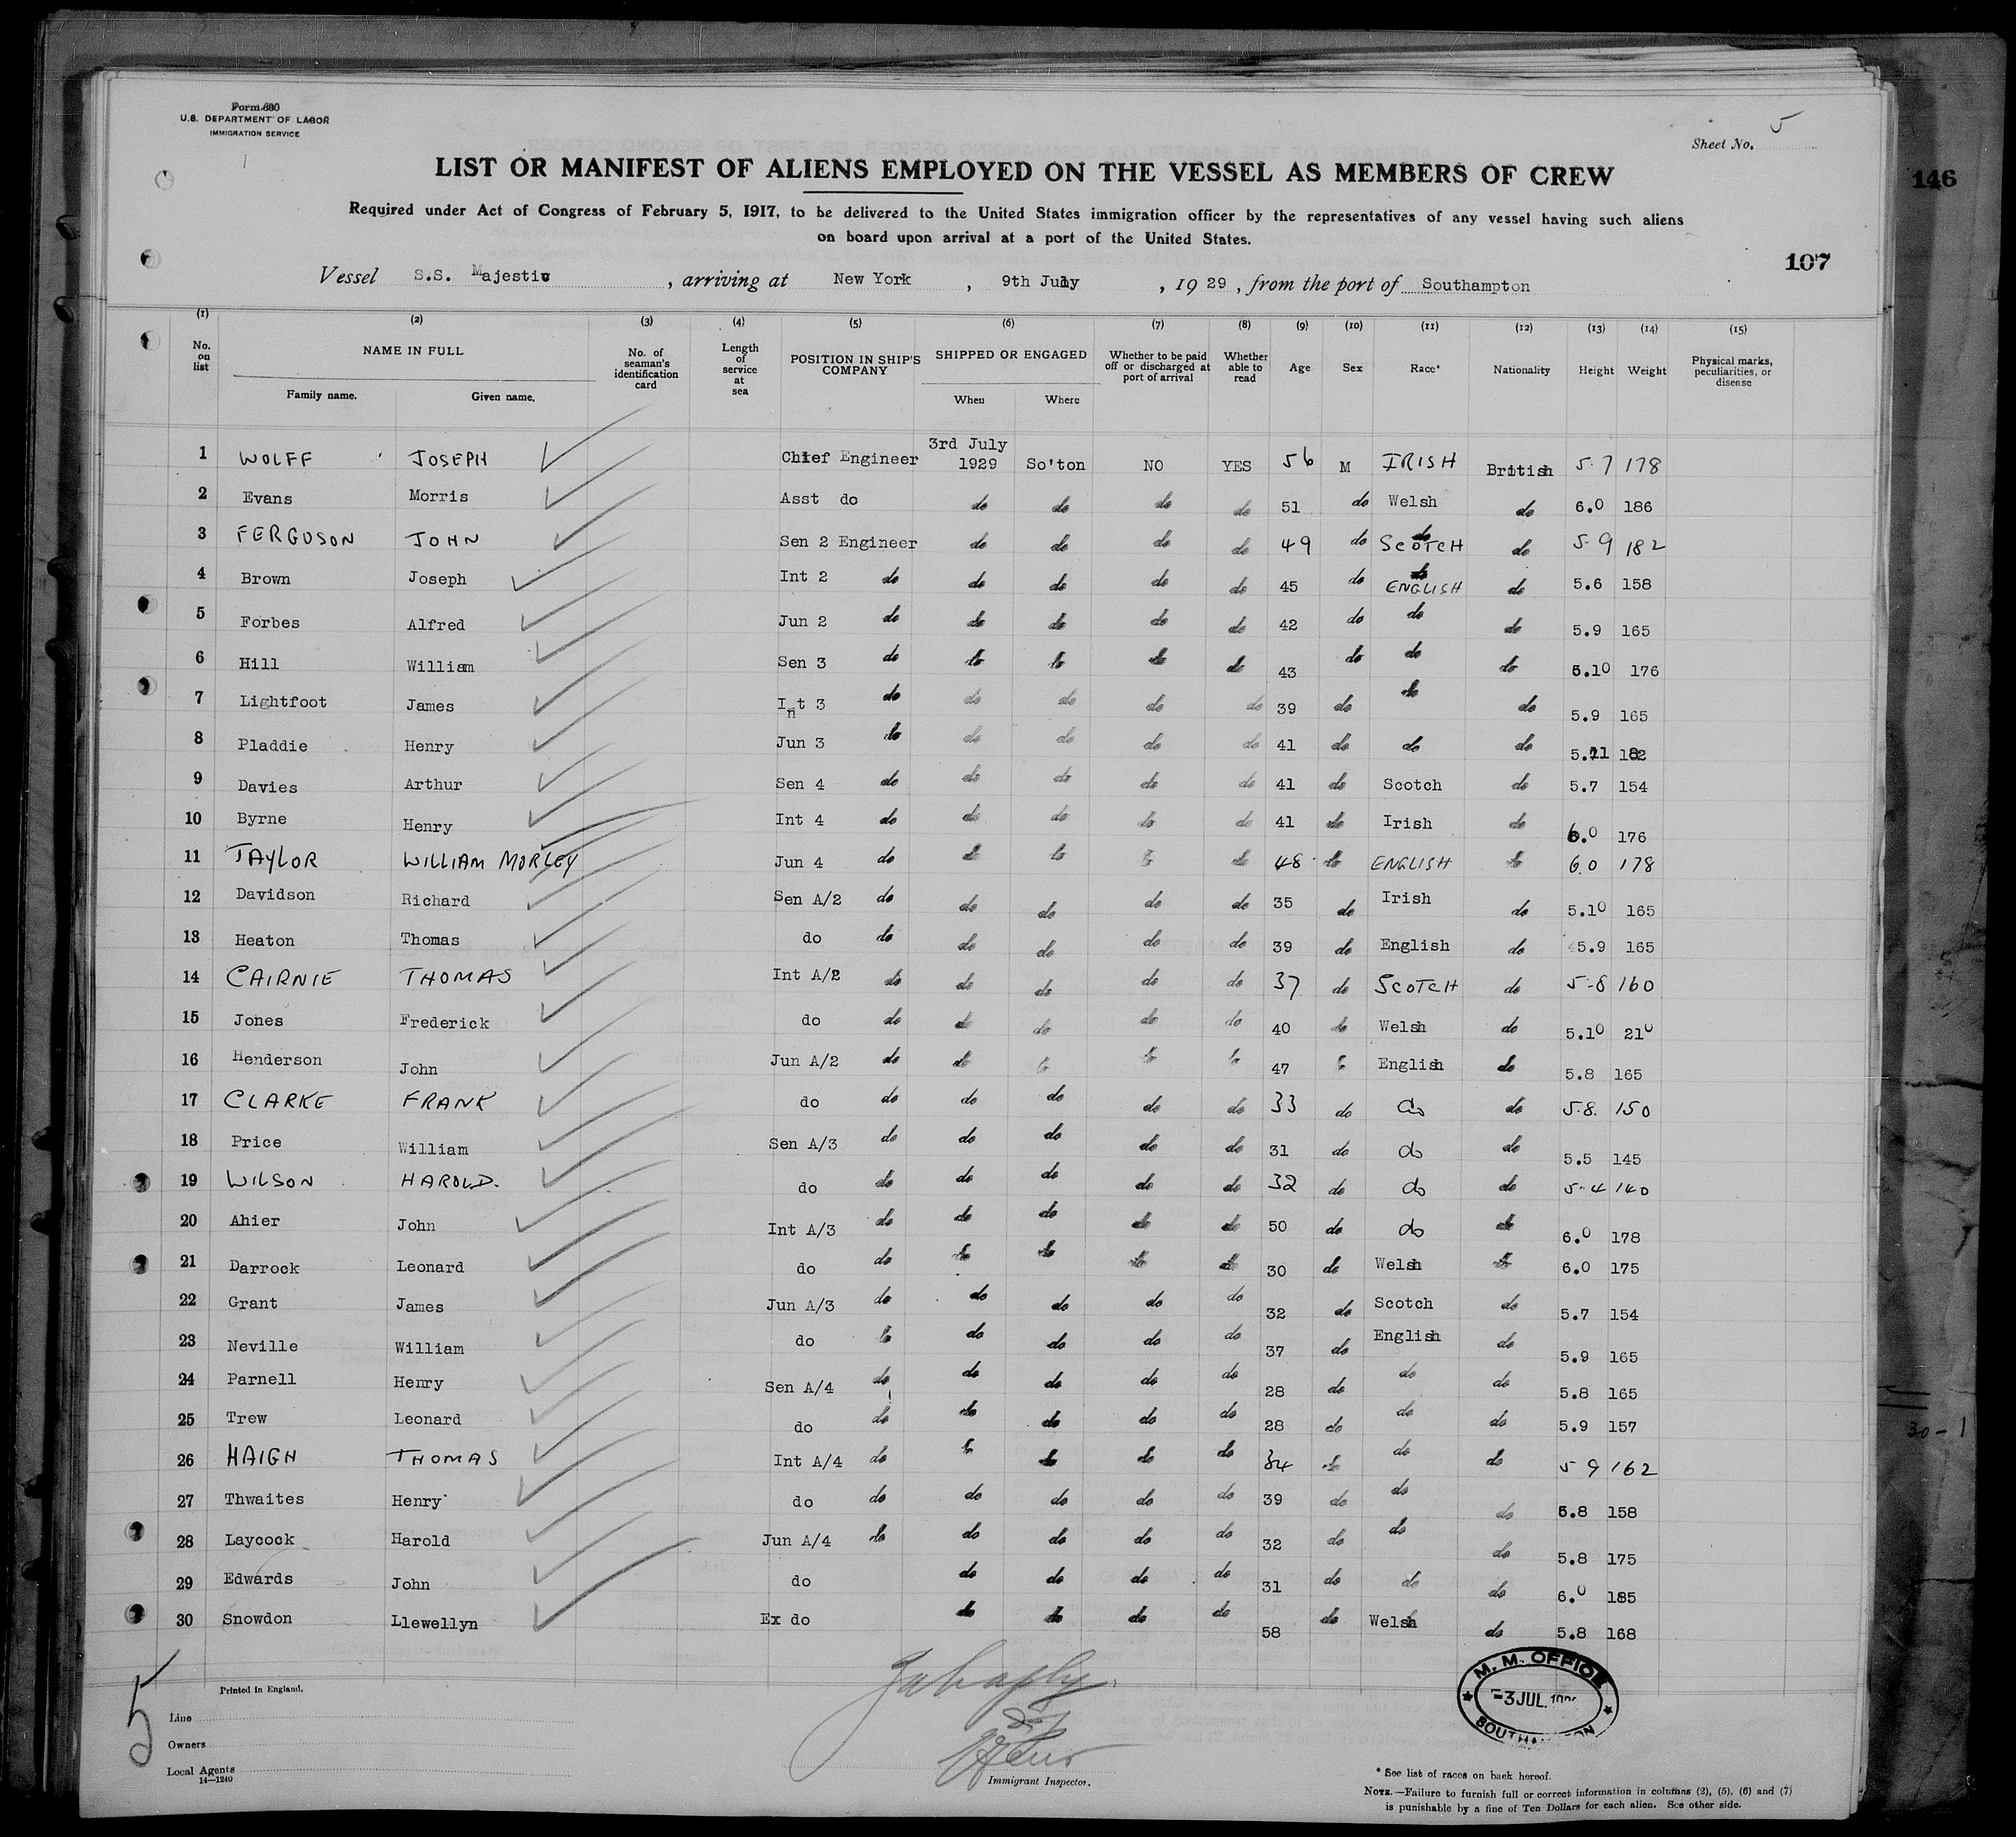 Form 680
U.S. DEPARTMENT OF LABOR
IMMIGRATION SERVICE
Sheet No. 5
LIST OR MANIFEST OF ALIENS EMPLOYED ON THE VESSEL AS MEMBERS OF CREW
146
Required under Act of Congress of February 5, 1917, to be delivered to the United States immigration officer by the representatives of any vessel having such aliens
on board upon arrival at a port of the United States.
107
Vessel S.S. Majestic, arriving at New York, 9th July, 1929, from the port of Southampton
(1) (2) (3) (4) (5) (6) (7) (8) (9) (10) (11) (12) (13) (14) (15)
No. on list NAME IN FULL Family name. Given name. No. of seaman's identification card Length of service at sea POSITION IN SHIP'S COMPANY SHIPPED OR ENGAGED When Where Whether to be paid off or discharged at port of arrival Whether able to read Age Sex Race* Nationality Height Weight Physical marks, peculiarities, or disease
1 WOLFF JOSEPH Chief Engineer 3rd July 1929 So'ton NO YES 56 M IRISH British 5.7 178
2 Evans Morris Asst do do do do do 51 do Welsh do 6.0 186
3 FERGUSON JOHN Sen 2 Engineer do do do do 49 do SCOTCH do 5.9 182
4 Brown Joseph Int 2 do do do do do 45 do ENGLISH do 5.6 158
5 Forbes Alfred Jun 2 do do do do do 42 do do do 5.9 165
6 Hill William Sen 3 do do do do do 43 do do do 5.10 176
7 Lightfoot James Int 3 do do do do do 39 do do do 5.9 165
8 Pladdie Henry Jun 3 do do do do do 41 do do do 5.11 182
9 Davies Arthur Sen 4 do do do do do 41 do Scotch do 5.7 154
10 Byrne Henry Int 4 do do do do do 41 do Irish do 6.0 176
11 TAYLOR WILLIAM MORLEY Jun 4 do do do do do 48 do ENGLISH do 6.0 178
12 Davidson Richard Sen A/2 do do do do do 35 do Irish do 5.10 165
13 Heaton Thomas do do do do do do 39 do English do 5.9 165
14 CAIRNIE THOMAS Int A/2 do do do do do 37 do SCOTCH do 5-8 160
15 Jones Frederick do do do do do do 40 do Welsh do 5.10 210
16 Henderson John Jun A/2 do do do do do 47 do English do 5.8 165
17 CLARKE FRANK do do do do do do 33 do do do 5.8. 150
18 Price William Sen A/3 do do do do do 31 do do do 5.5 145
19 WILSON HAROLD. do do do do do do 32 do do do 5.4 140
20 Ahier John Int A/3 do do do do do 50 do do do 6.0 178
21 Darrock Leonard do do do do do do 30 do Welsh do 6.0 175
22 Grant James Jun A/3 do do do do do 32 do Scotch do 5.7 154
23 Neville William do do do do do do 37 do English do 5.9 165
24 Parnell Henry Sen A/4 do do do do do 28 do do do 5.8 165
25 Trew Leonard do do do do do do 28 do do do 5.9 157
26 HAIGH THOMAS Int A/4 do do do do do 34 do do do 5 9 162
27 Thwaites Henry do do do do do do 39 do do do 5.8 158
28 Laycock Harold Jun A/4 do do do do do 32 do do do 5.8 175
29 Edwards John do do do do do 31 do do do 6.0 185
30 Snowdon Llewellyn Ex do do do do do 58 do Welsh do 5.8 168
30-1
5
Printed in England.
Line
Owners
Local Agents
14—1240
Immigrant Inspector.
M. M. OFFICE
3 JUL.
SOUTHAMPTON
* See list of races on back hereof.
NOTE.—Failure to furnish full or correct information in columns (2), (5), (6) and (7)
is punishable by a fine of Ten Dollars for each alien. See other side.